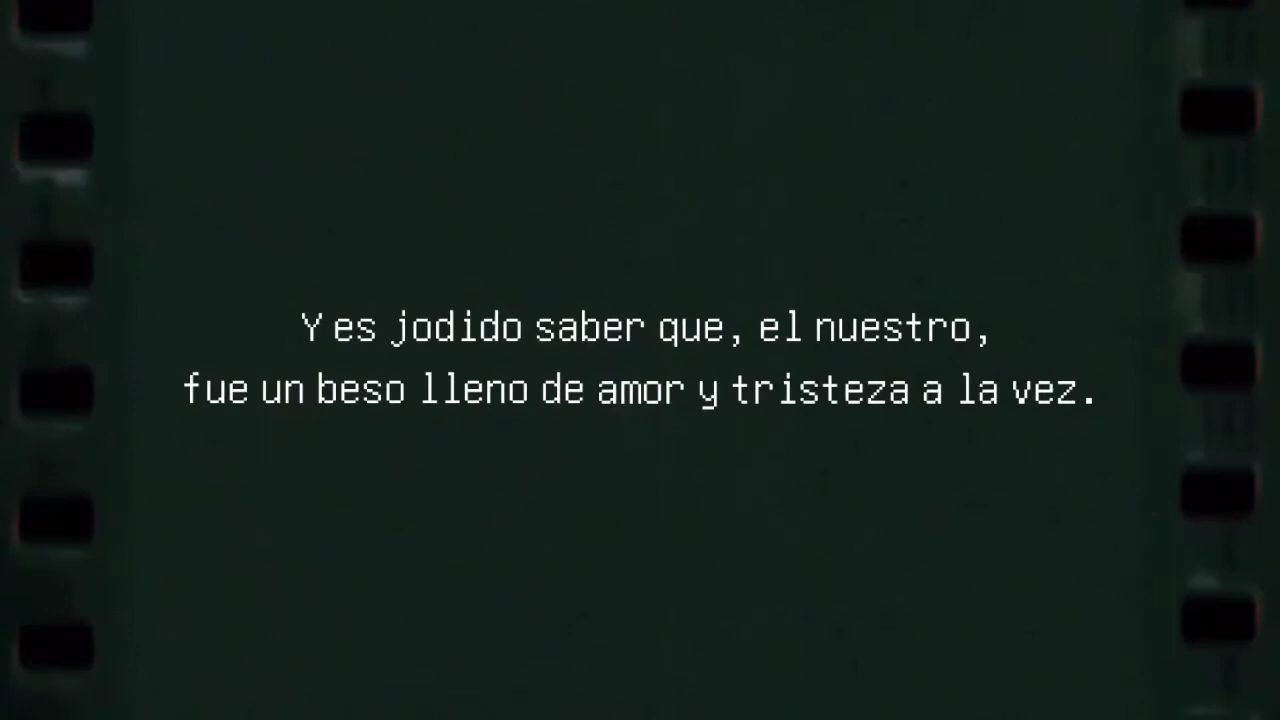 Y es jodido saber que, el nuestro,
fue un beso lleno de amor y tristeza a la vez.